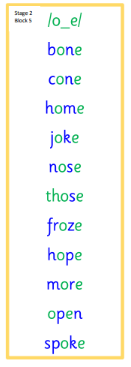 Stage 2
Block 5
/o_e/
bone
cone
home
joke
nose
those
froze
hope
more
open
spoke